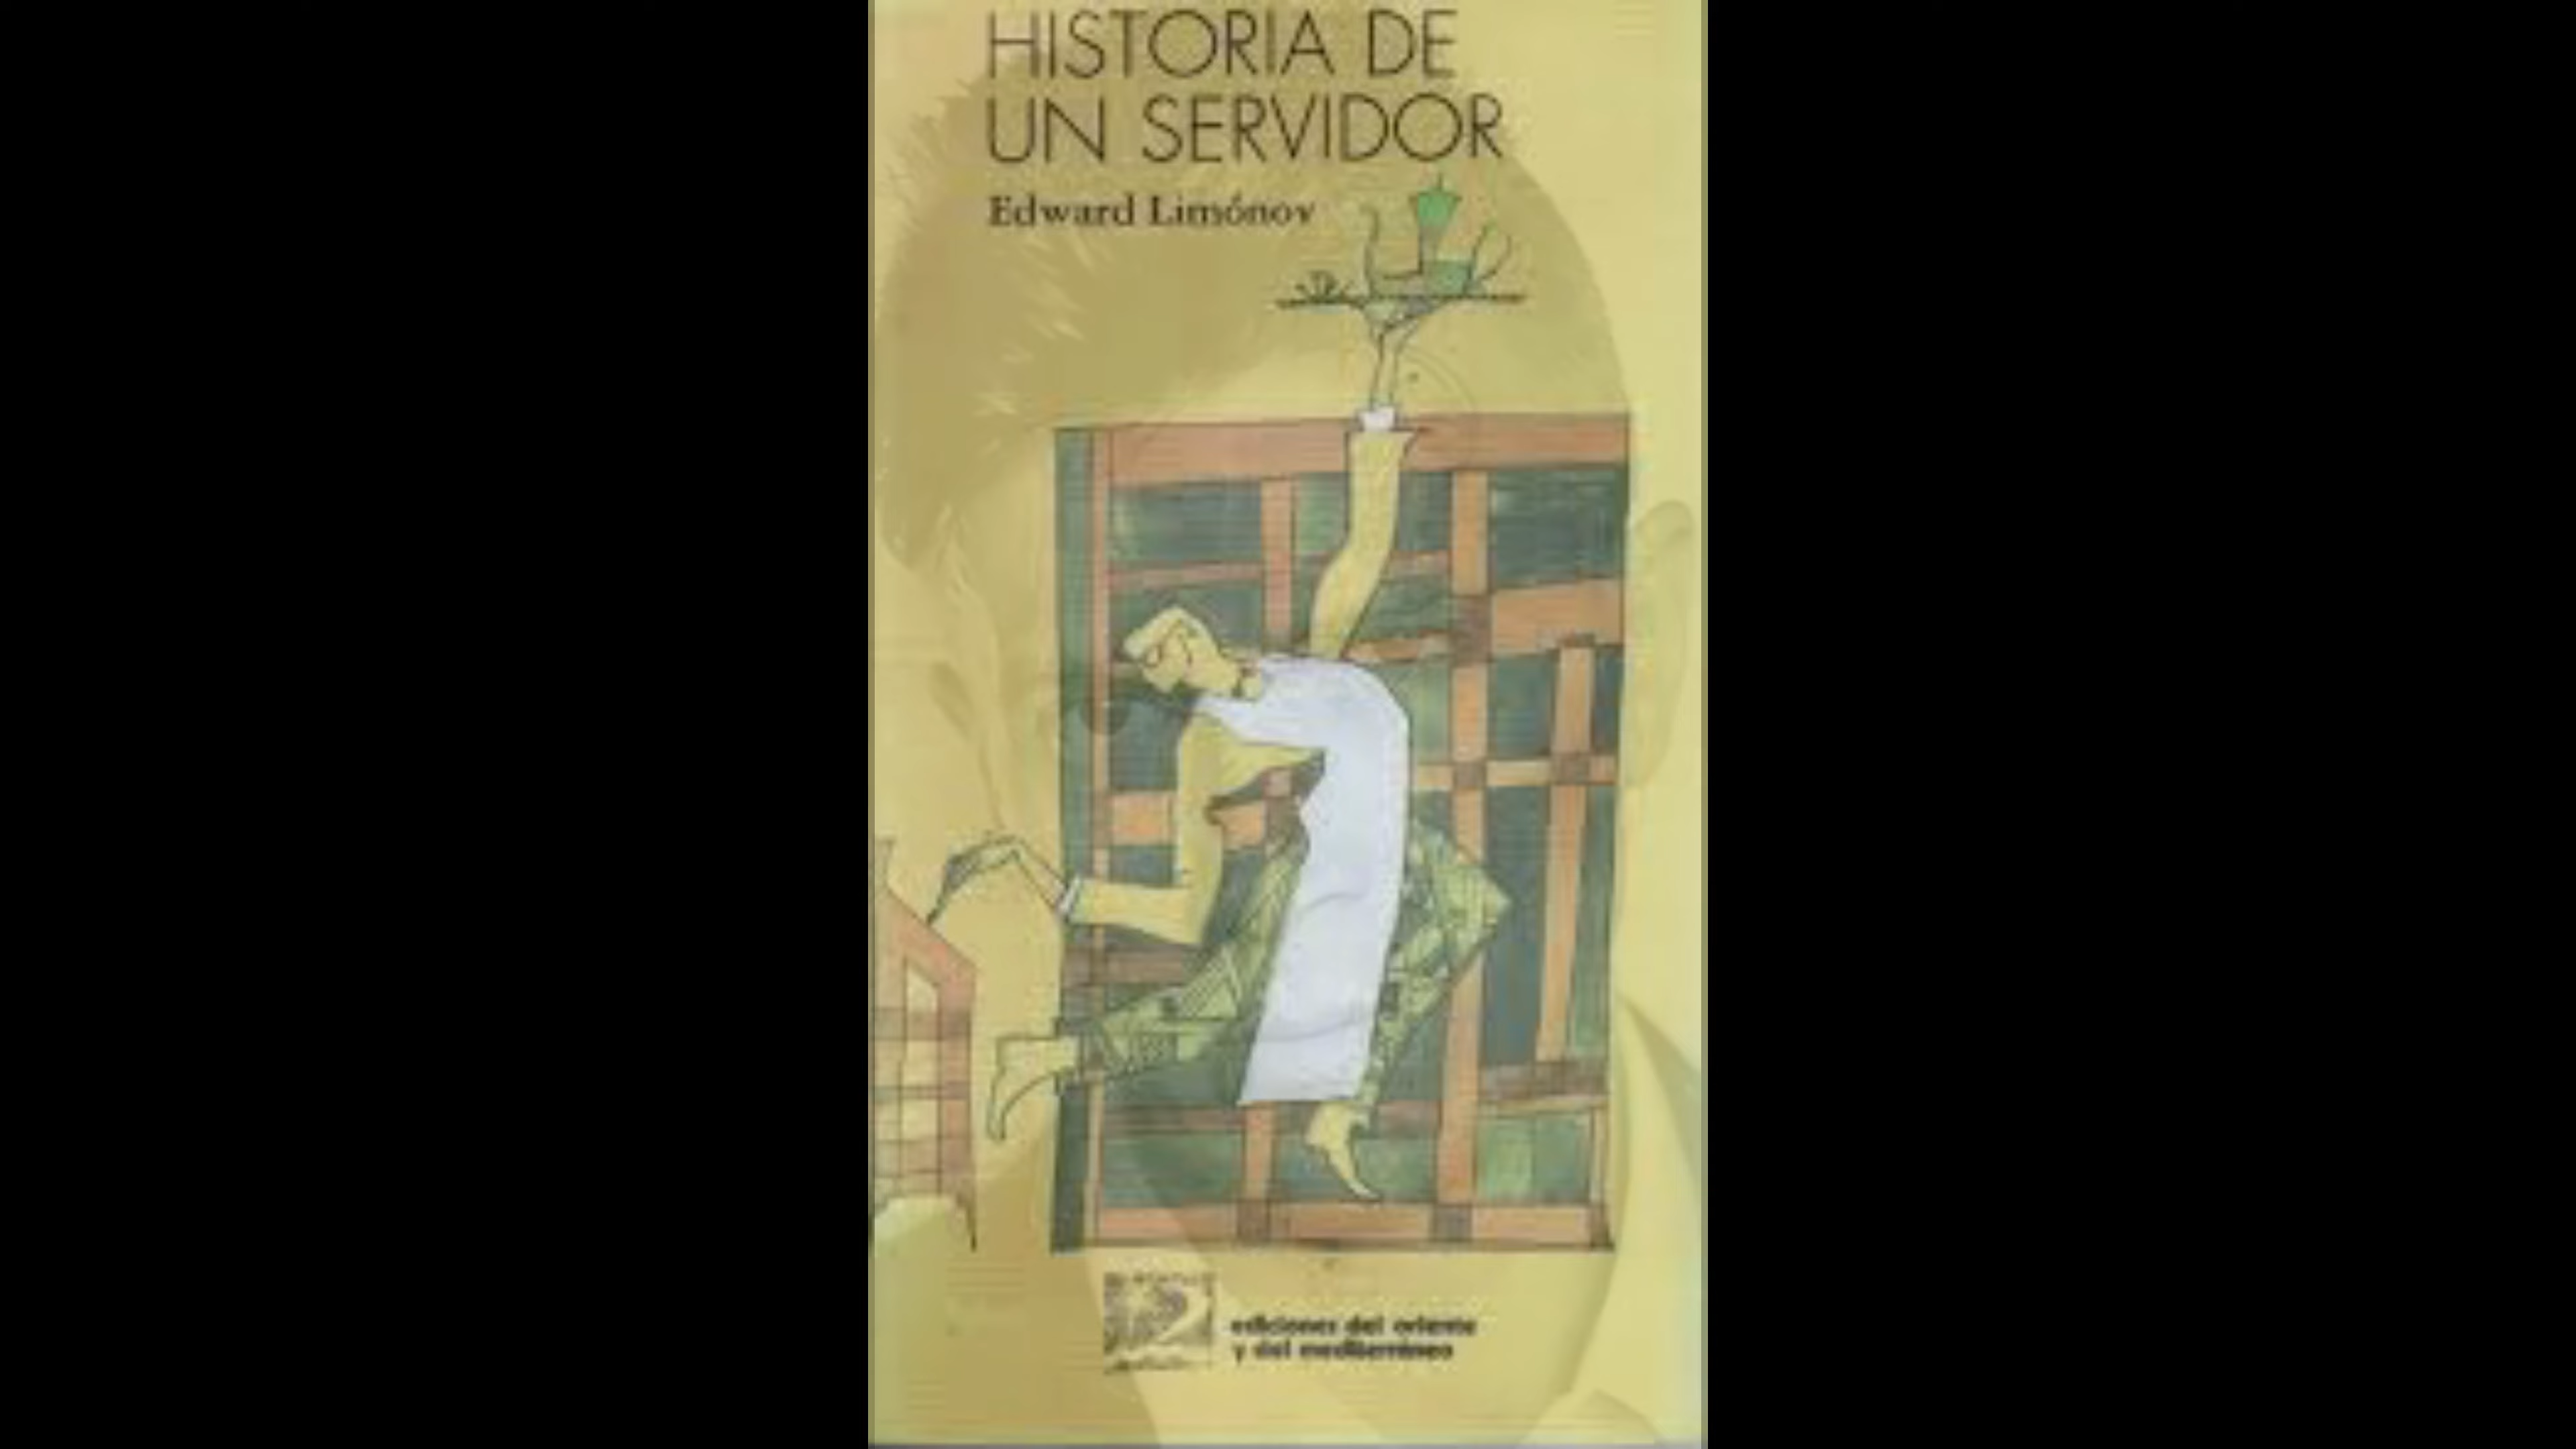 HISTORIA DE
UN SERVIDOR
Edward Limónov
ediciones del oriente
y del mediterráneo